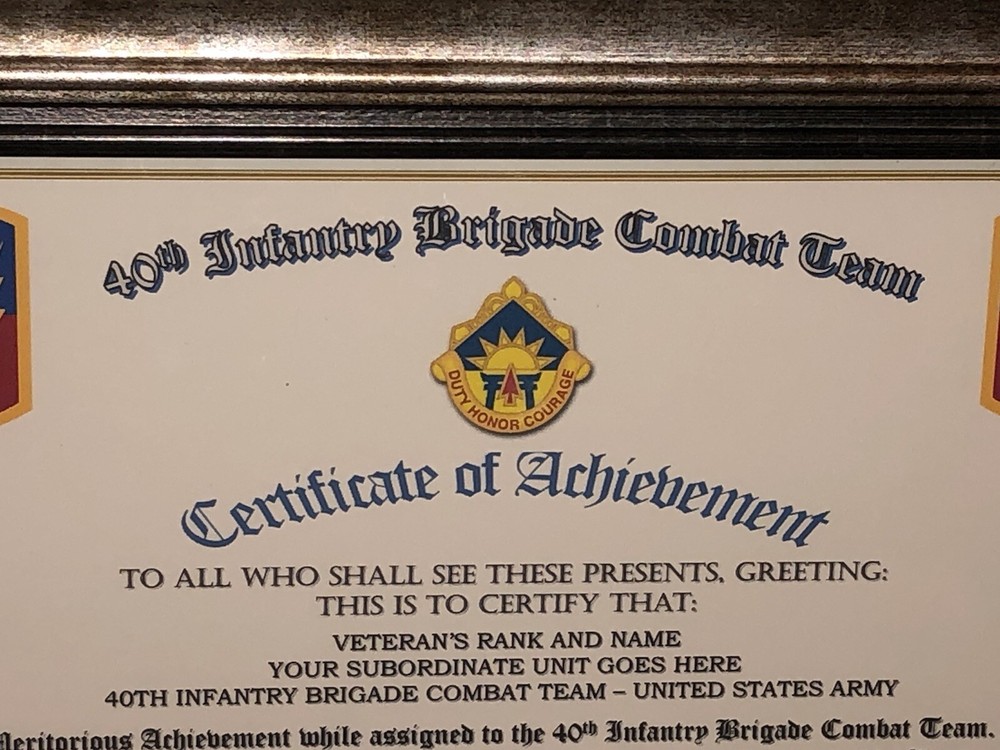 40th Infantry Brigade Combat Team
DUTY HONOR COURAGE
Certificate of Achievement
TO ALL WHO SHALL SEE THESE PRESENTS, GREETING:
THIS IS TO CERTIFY THAT:
VETERAN'S RANK AND NAME
YOUR SUBORDINATE UNIT GOES HERE
40TH INFANTRY BRIGADE COMBAT TEAM – UNITED STATES ARMY
Meritorious Achievement while assigned to the 40th Infantry Brigade Combat Team.